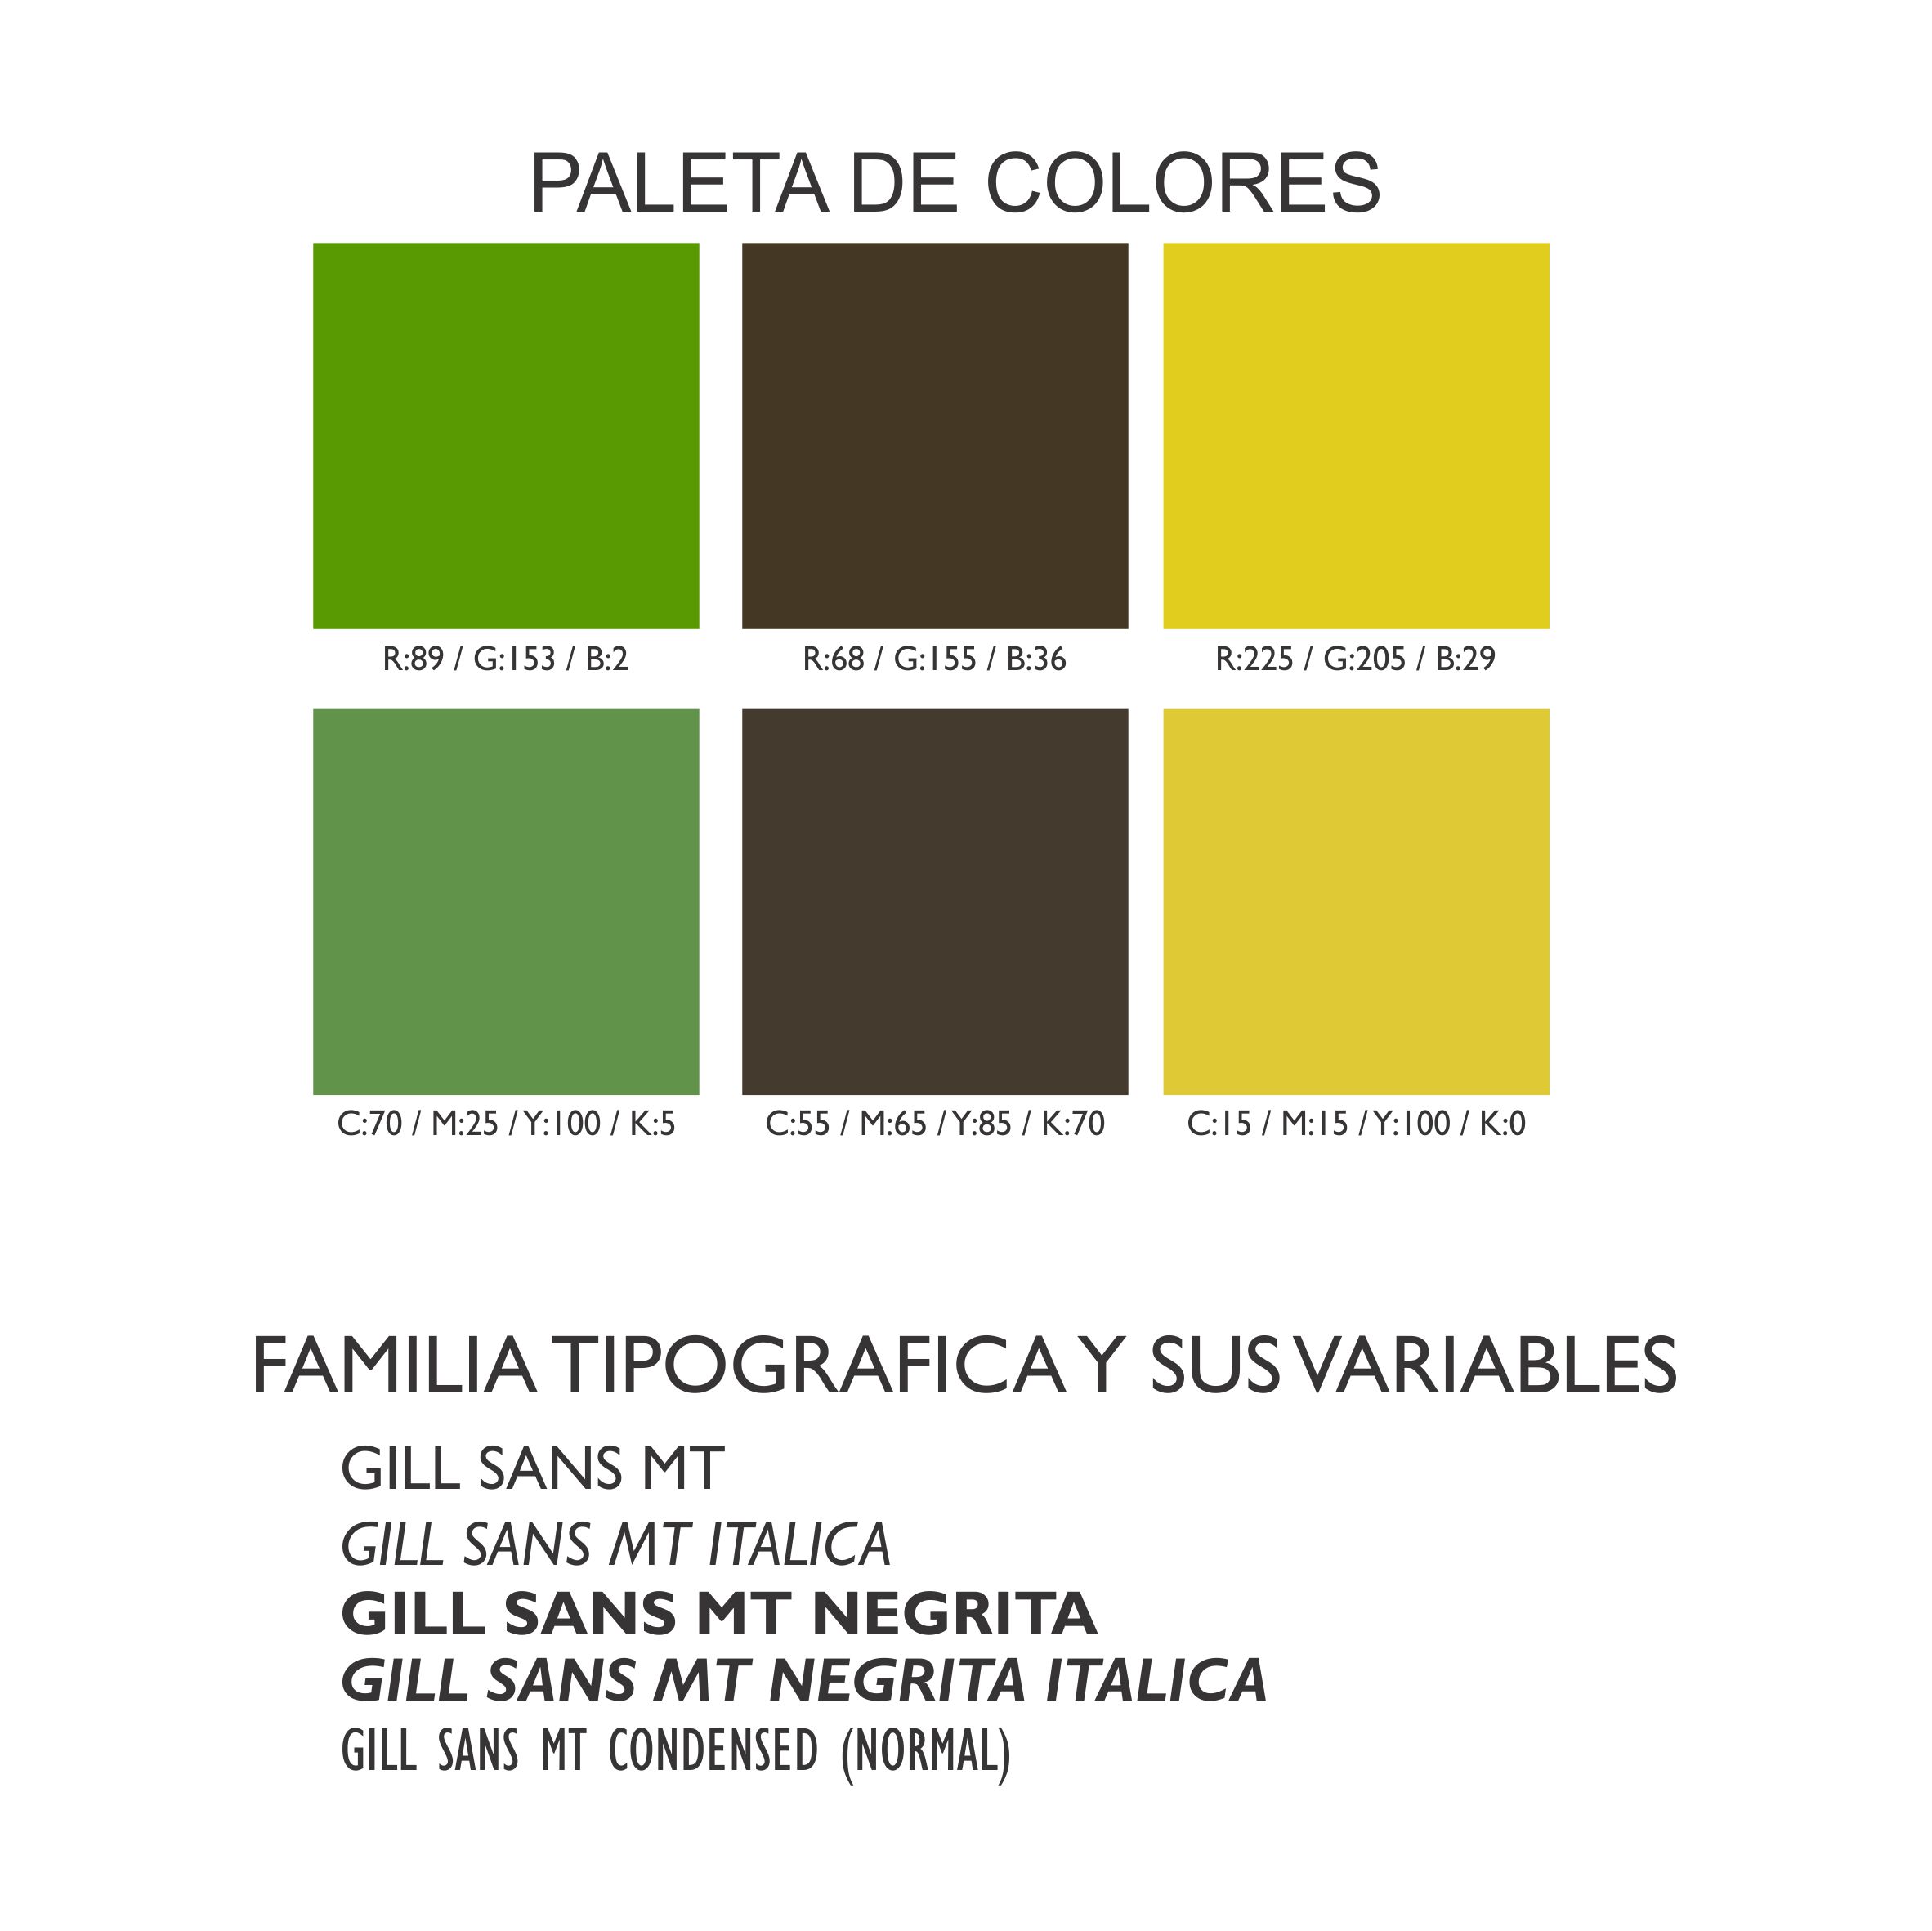 PALETA DE COLORES
R:89 / G:153 / B:2
R:68 / G:155 / B:36
R:225 / G:205 / B:29
C:70 / M:25 / Y:100 / K:5
C:55 / M:65 / Y:85 / K:70
C:15 / M:15 / Y:100 / K:0
FAMILIA TIPOGRAFICA Y SUS VARIABLES
GILL SANS MT
GILL SANS MT ITALICA
GILL SANS MT NEGRITA
GILL SANS MT NEGRITA ITALICA
GILL SANS MT CONDENSED (NORMAL)